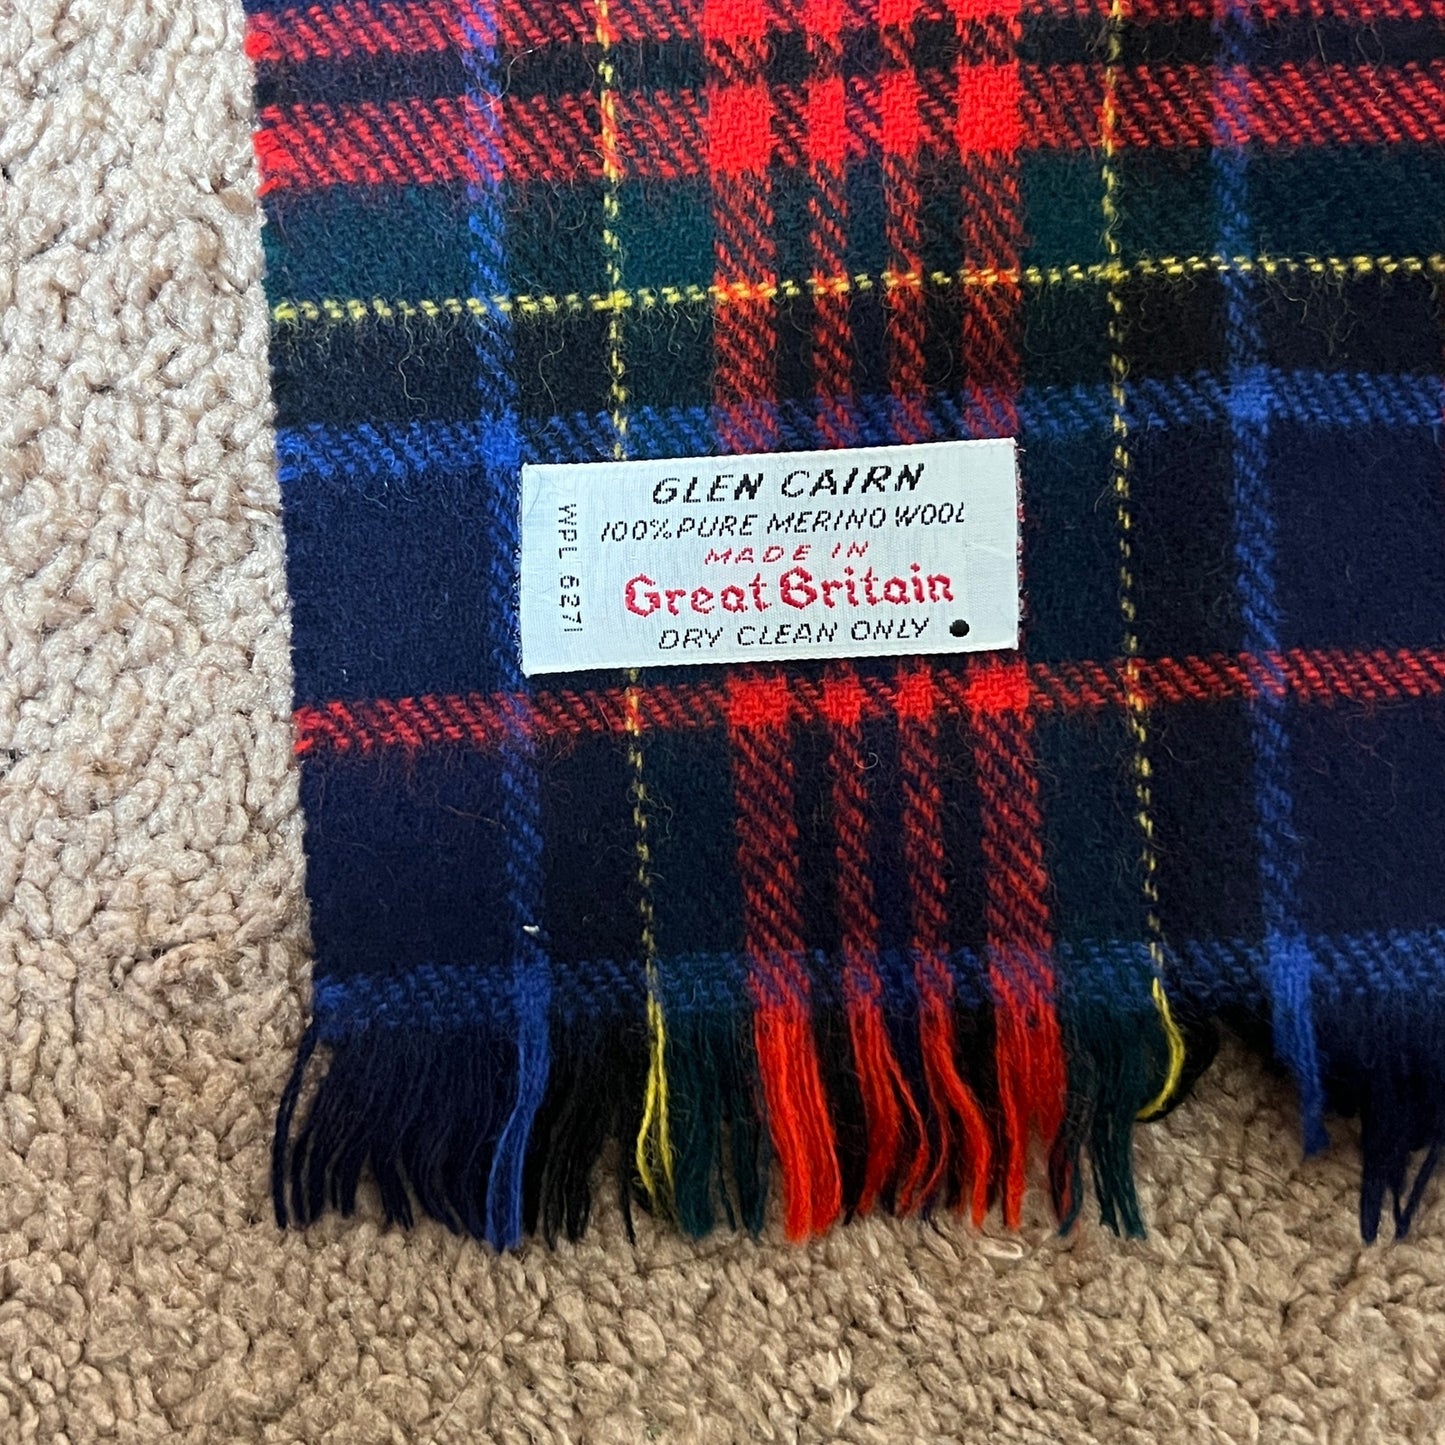 GLEN CAIRN
100% PURE MERINO WOOL
MADE IN
Great Britain
DRY CLEAN ONLY
WPL 6271